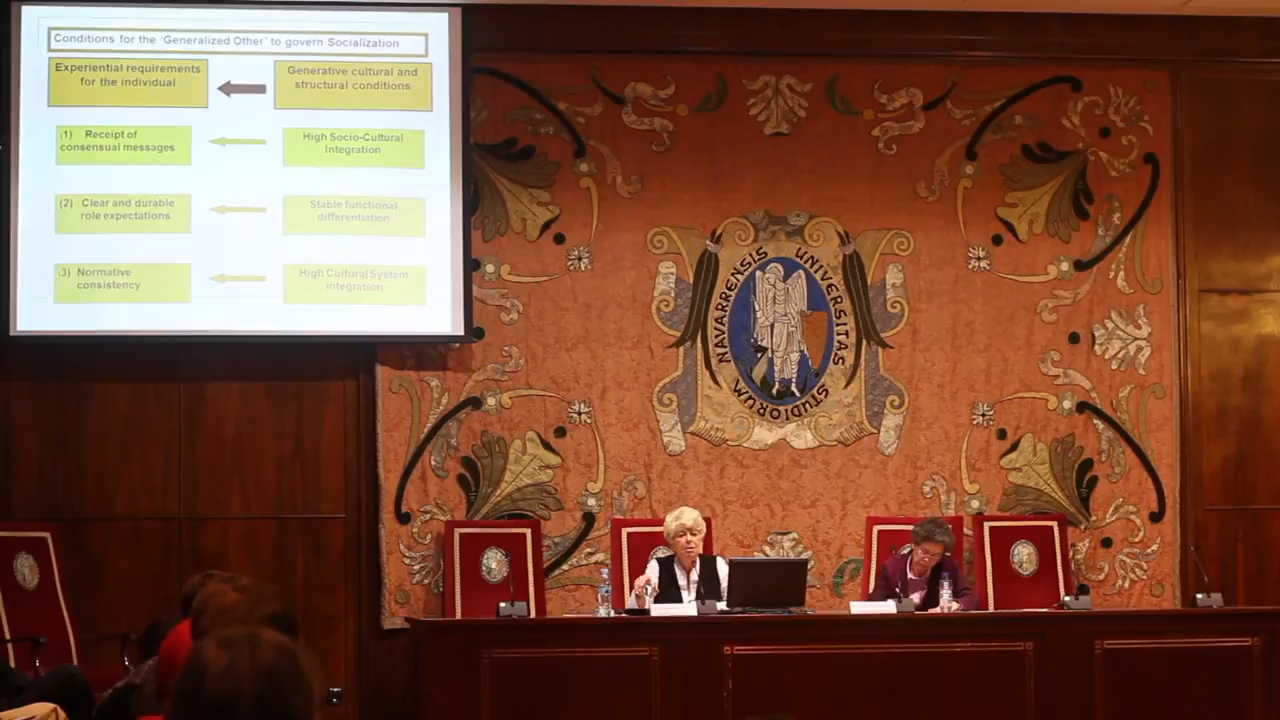 Conditions for the 'Generalized Other' to govern Socialization
Experiential requirements
for the individual
Generative cultural and
structural conditions
(1) Receipt of
consensual messages
High Socio-Cultural
Integration
(2) Clear and durable
role expectations
Stable functional
differentiation
(3) Normative
consistency
High Cultural System
integration
UNIVERSITAS
STUDIORUM
NAVARRENSIS